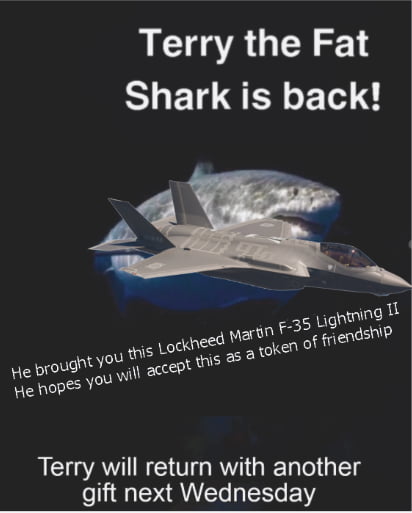 Terry the Fat
Shark is back!
He brought you this Lockheed Martin F-35 Lightning II
He hopes you will accept this as a token of friendship
Terry will return with another
gift next Wednesday